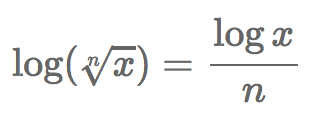 log(ⁿ√x) = log x / n